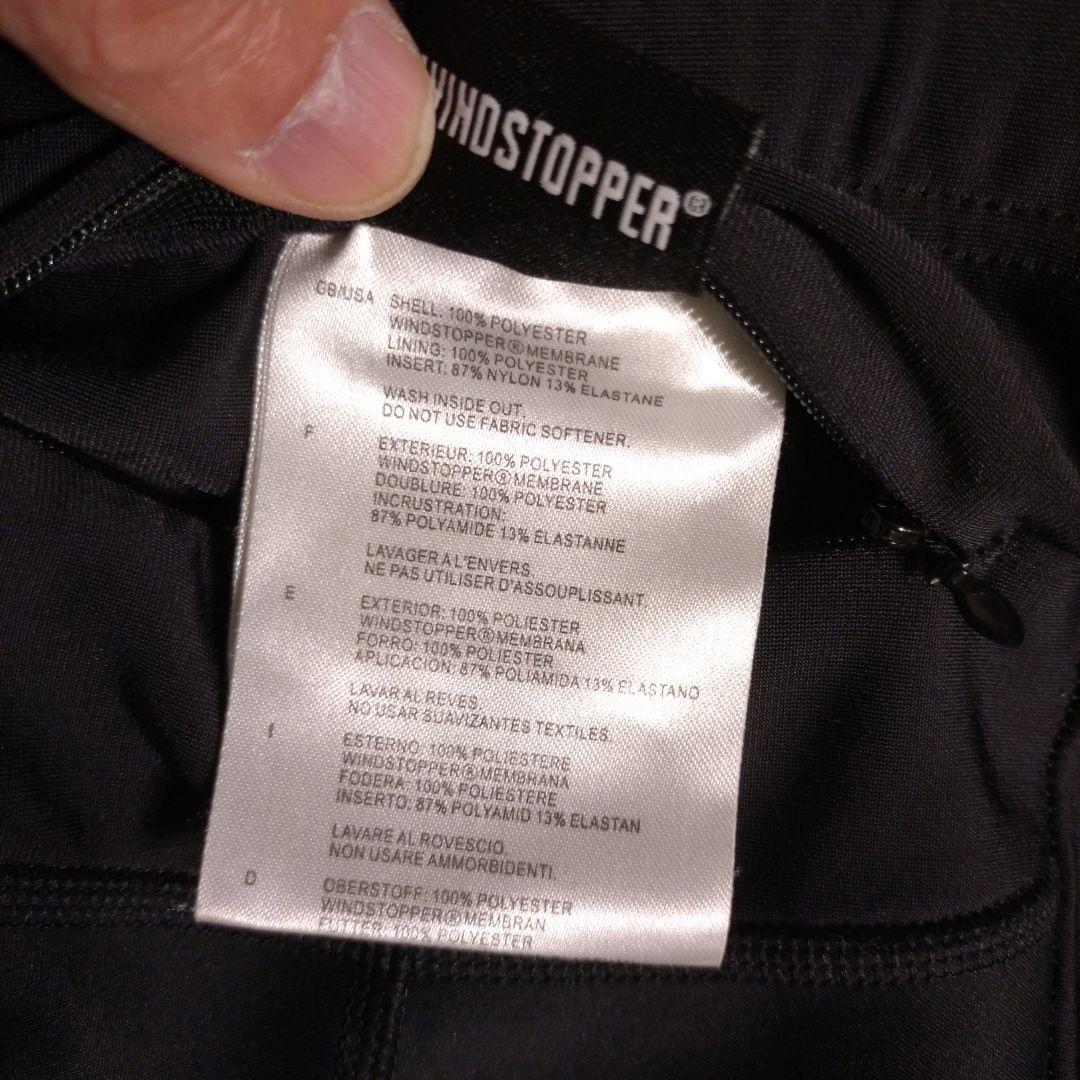 WINDSTOPPER®
GB/USA SHELL: 100% POLYESTER
WINDSTOPPER®MEMBRANE
LINING: 100% POLYESTER
INSERT: 87% NYLON 13% ELASTANE
WASH INSIDE OUT.
DO NOT USE FABRIC SOFTENER.
F EXTERIEUR: 100% POLYESTER
WINDSTOPPER®MEMBRANE
DOUBLURE: 100% POLYESTER
INCRUSTRATION:
87% POLYAMIDE 13% ELASTANNE
LAVAGER A L'ENVERS
NE PAS UTILISER D'ASSOUPLISSANT.
E EXTERIOR: 100% POLIESTER
WINDSTOPPER®MEMBRANA
FORRO: 100% POLIESTER
APLICACION: 87% POLIAMIDA 13% ELASTANO
LAVAR AL REVES
NO USAR SUAVIZANTES TEXTILES.
I ESTERNO: 100% POLIESTERE
WINDSTOPPER®MEMBRANA
FODERA: 100% POLIESTERE
INSERTO: 87% POLYAMID 13% ELASTAN
LAVARE AL ROVESCIO.
NON USARE AMMORBIDENTI.
D OBERSTOFF: 100% POLYESTER
WINDSTOPPER®MEMBRAN
FUTTER: 100% POLYESTER